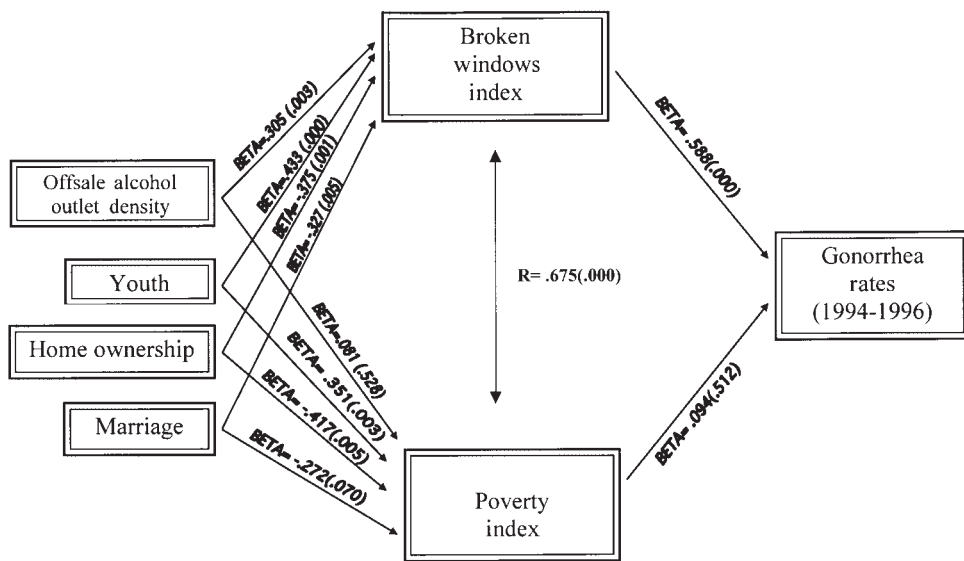 Broken
windows
index
BETA=.305 (.003)
BETA=.433 (.000)
BETA= -.375 (.001)
BETA= -.327 (.005)
BETA= .588(.000)
Offsale alcohol
outlet density
Youth
Home ownership
Marriage
R= .675(.000)
Gonorrhea
rates
(1994-1996)
BETA=.081 (.528)
BETA= .351(.003)
BETA= -.417(.005)
BETA= -.272(.070)
BETA= .094(.512)
Poverty
index